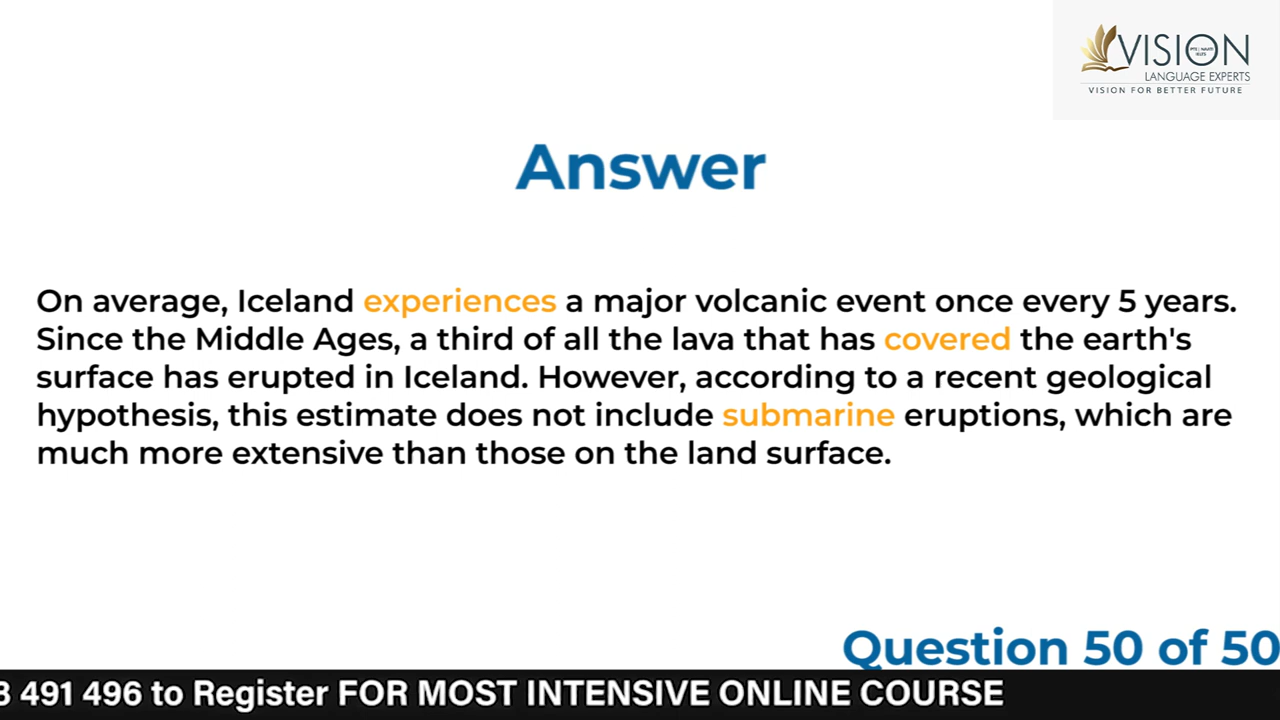 VISION
LANGUAGE EXPERTS
VISION FOR BETTER FUTURE
Answer
On average, Iceland experiences a major volcanic event once every 5 years.
Since the Middle Ages, a third of all the lava that has covered the earth's
surface has erupted in Iceland. However, according to a recent geological
hypothesis, this estimate does not include submarine eruptions, which are
much more extensive than those on the land surface.
Question 50 of 50
491 496 to Register FOR MOST INTENSIVE ONLINE COURSE